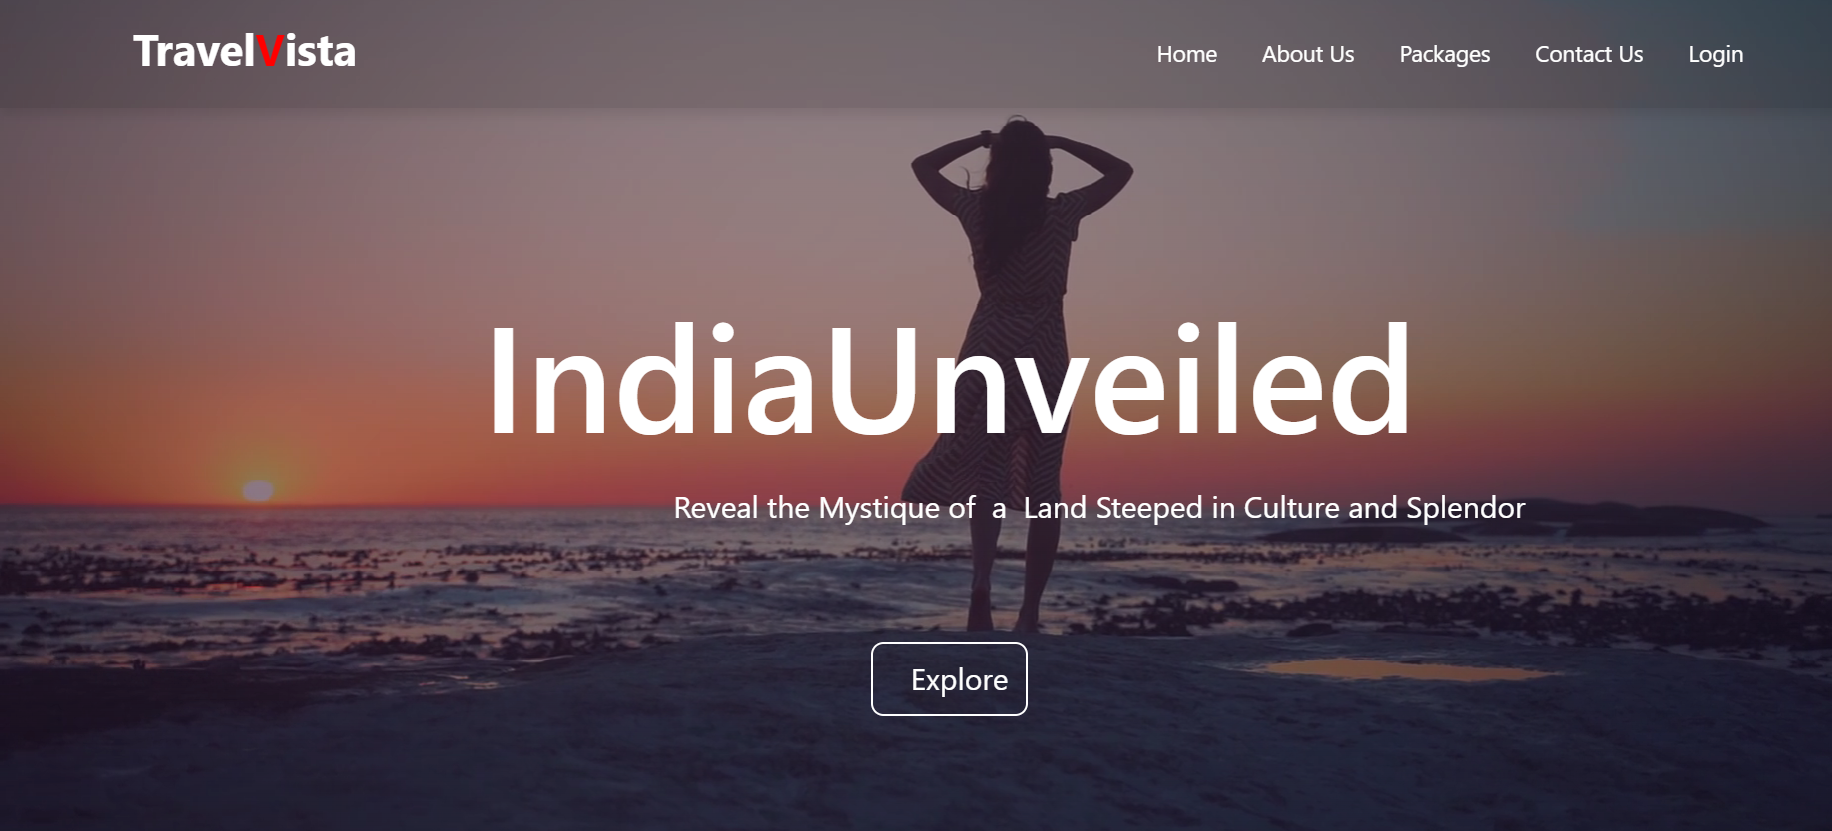 TravelVista
Home About Us Packages Contact Us Login
IndiaUnveiled
Reveal the Mystique of a Land Steeped in Culture and Splendor
Explore